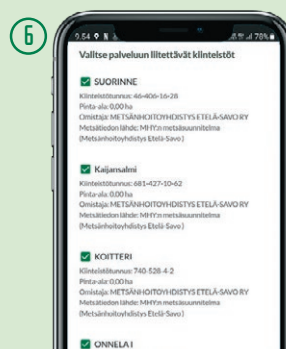 6
9.54
78%
Valitse palveluun liitettävät kiinteistöt
SUORINNE
Kiinteistötunnus: 46-406-16-28
Pinta-ala: 0,00 ha
Omistaja: METSÄNHOITOYHDISTYS ETELÄ-SAVO RY
Metsätiedon lähde: MHY:n metsäsuunnitelma
(Metsänhoitoyhdistys Etelä-Savo )
Kaijansalmi
Kiinteistötunnus: 681-427-10-62
Pinta-ala: 0,00 ha
Omistaja: METSÄNHOITOYHDISTYS ETELÄ-SAVO RY
Metsätiedon lähde: MHY:n metsäsuunnitelma
(Metsänhoitoyhdistys Etelä-Savo )
KOITTERI
Kiinteistötunnus: 740-528-4-2
Pinta-ala: 0,00 ha
Omistaja: METSÄNHOITOYHDISTYS ETELÄ-SAVO RY
Metsätiedon lähde: MHY:n metsäsuunnitelma
(Metsänhoitoyhdistys Etelä-Savo )
ONNELA I